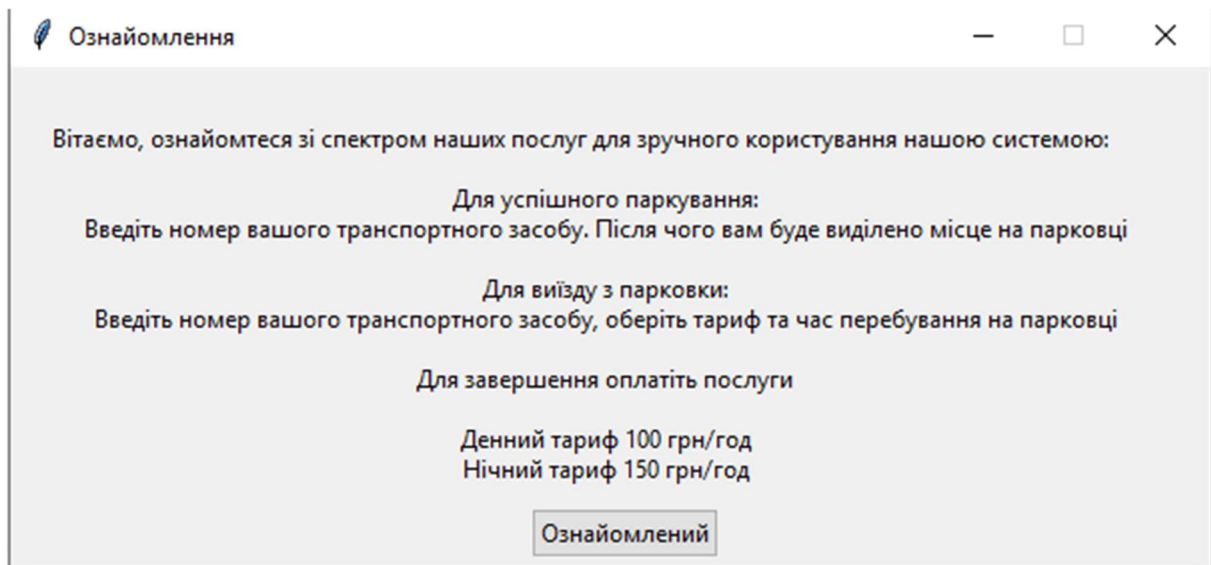 Ознайомлення
Вітаємо, ознайомтеся зі спектром наших послуг для зручного користування нашою системою:
Для успішного паркування:
Введіть номер вашого транспортного засобу. Після чого вам буде виділено місце на парковці
Для виїзду з парковки:
Введіть номер вашого транспортного засобу, оберіть тариф та час перебування на парковці
Для завершення оплатіть послуги
Денний тариф 100 грн/год
Нічний тариф 150 грн/год
Ознайомлений